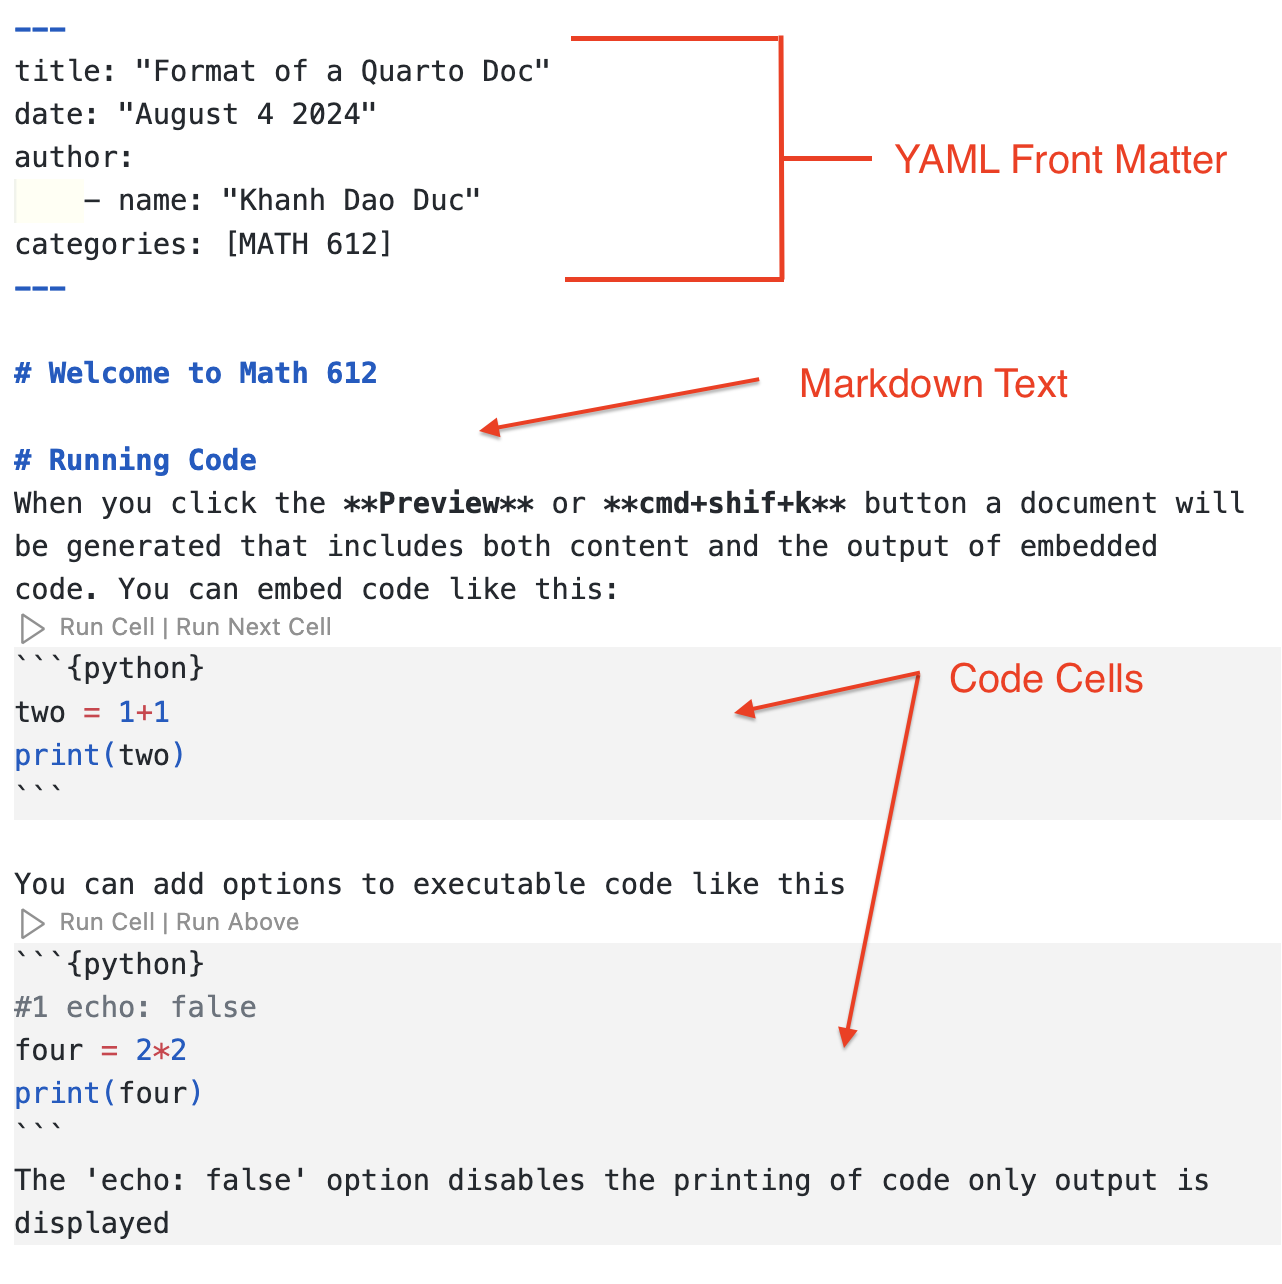 ---
title: "Format of a Quarto Doc"
date: "August 4 2024"
author:
    - name: "Khanh Dao Duc"
categories: [MATH 612]
---
YAML Front Matter
# Welcome to Math 612
Markdown Text
# Running Code
When you click the **Preview** or **cmd+shif+k** button a document will
be generated that includes both content and the output of embedded
code. You can embed code like this:
Run Cell | Run Next Cell
```{python}
two = 1+1
print(two)
```
Code Cells
You can add options to executable code like this
Run Cell | Run Above
```{python}
#1 echo: false
four = 2*2
print(four)
```
The 'echo: false' option disables the printing of code only output is
displayed